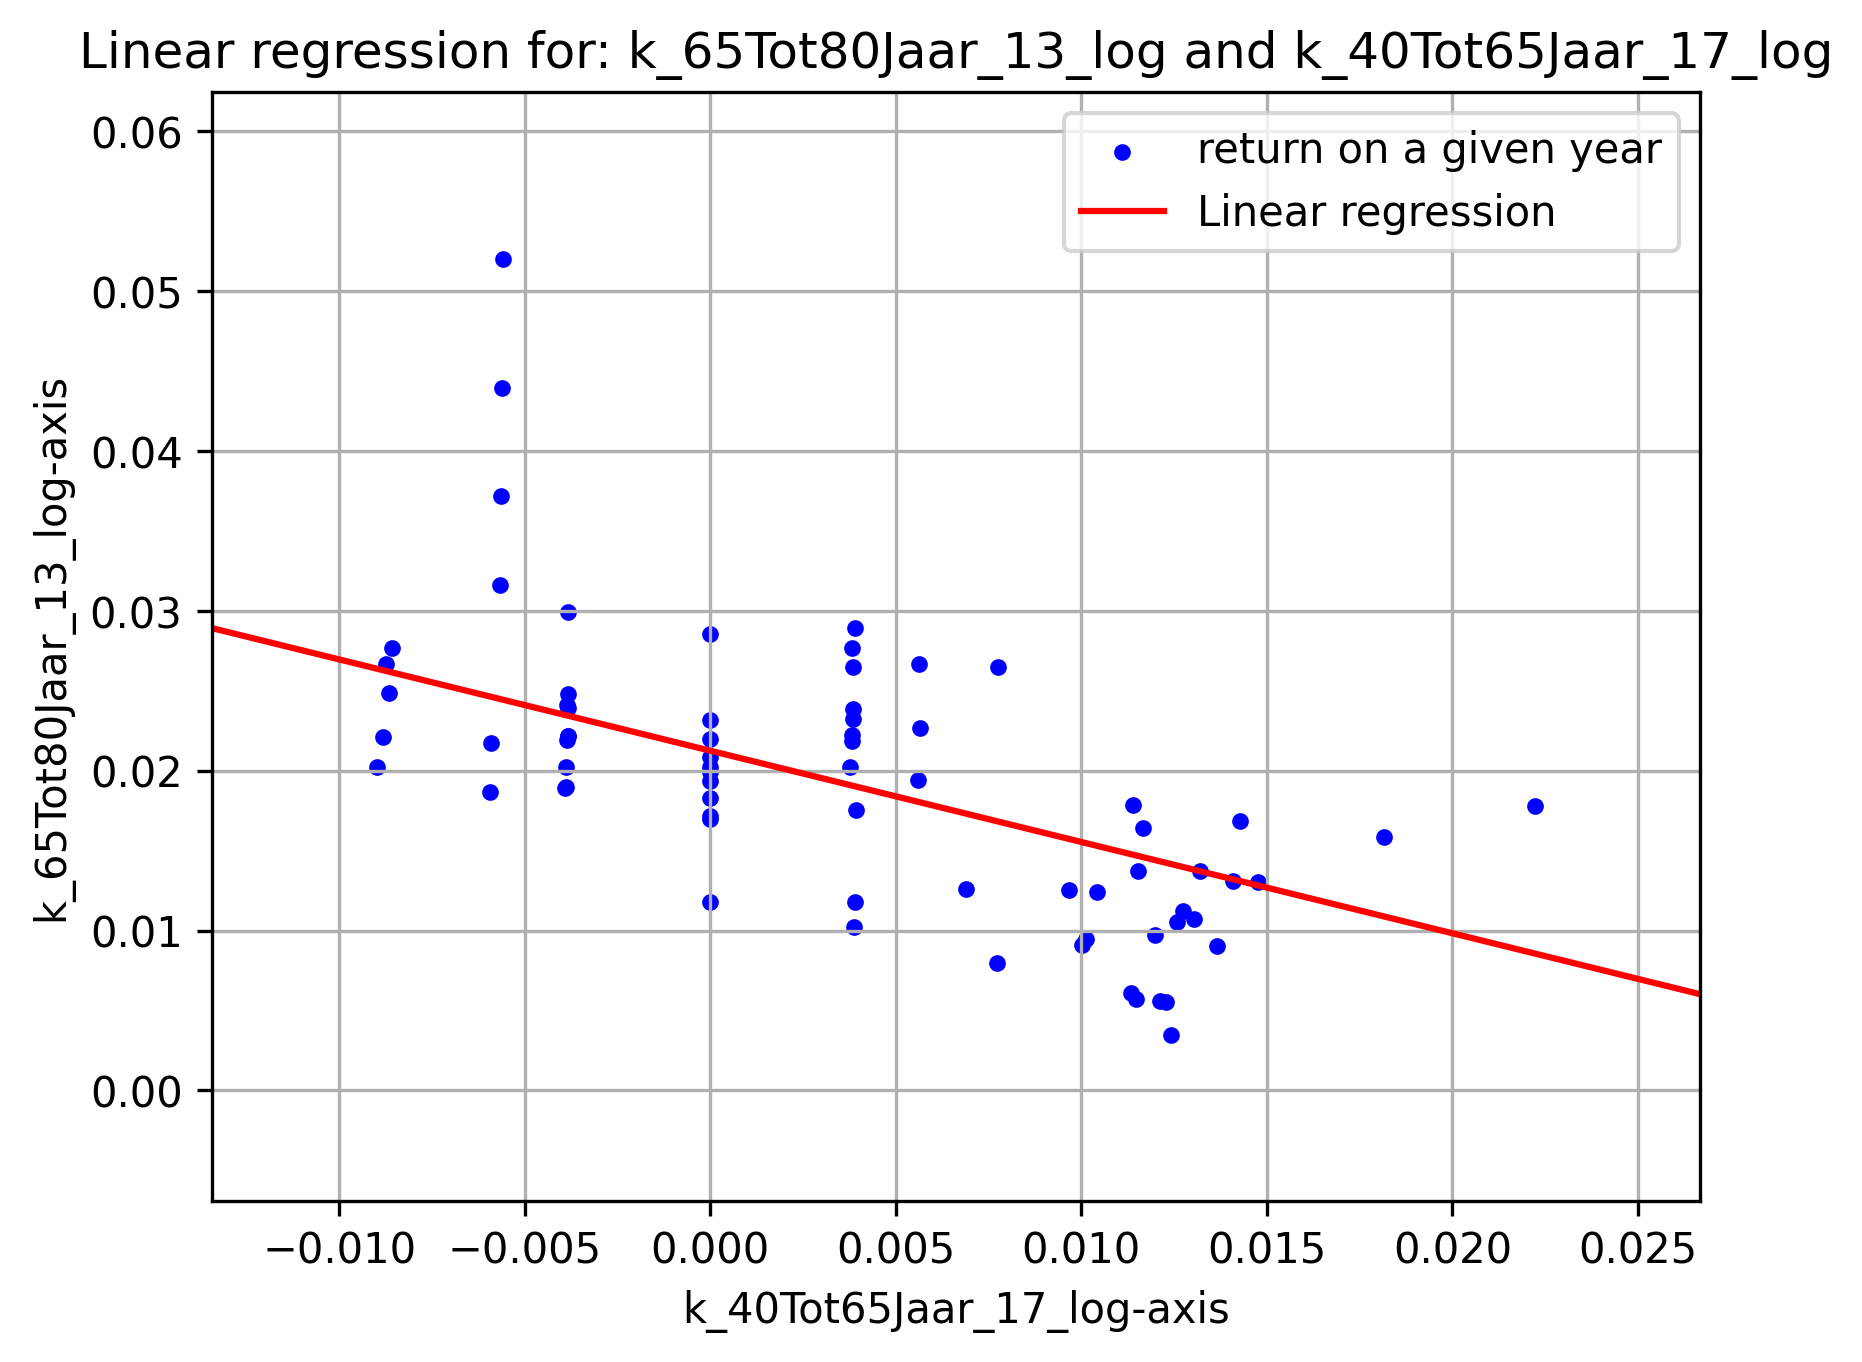 Linear regression for: k_65Tot80Jaar_13_log and k_40Tot65Jaar_17_log
return on a given year
Linear regression
k_65Tot80Jaar_13_log-axis
0.06
0.05
0.04
0.03
0.02
0.01
0.00
−0.010 −0.005 0.000 0.005 0.010 0.015 0.020 0.025
k_40Tot65Jaar_17_log-axis